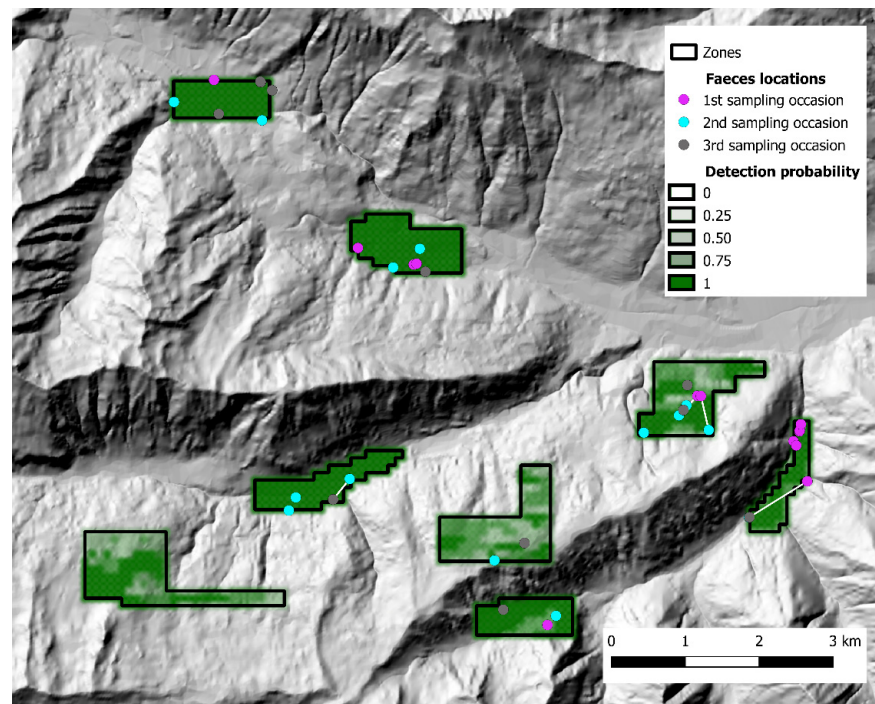 Zones
Faeces locations
1st sampling occasion
2nd sampling occasion
3rd sampling occasion
Detection probability
0
0.25
0.50
0.75
1
0 1 2 3 km